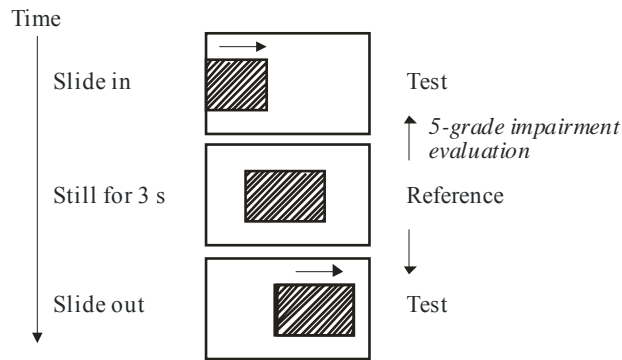 Time
Slide in
Test
5-grade impairment
evaluation
Still for 3 s
Reference
Slide out
Test